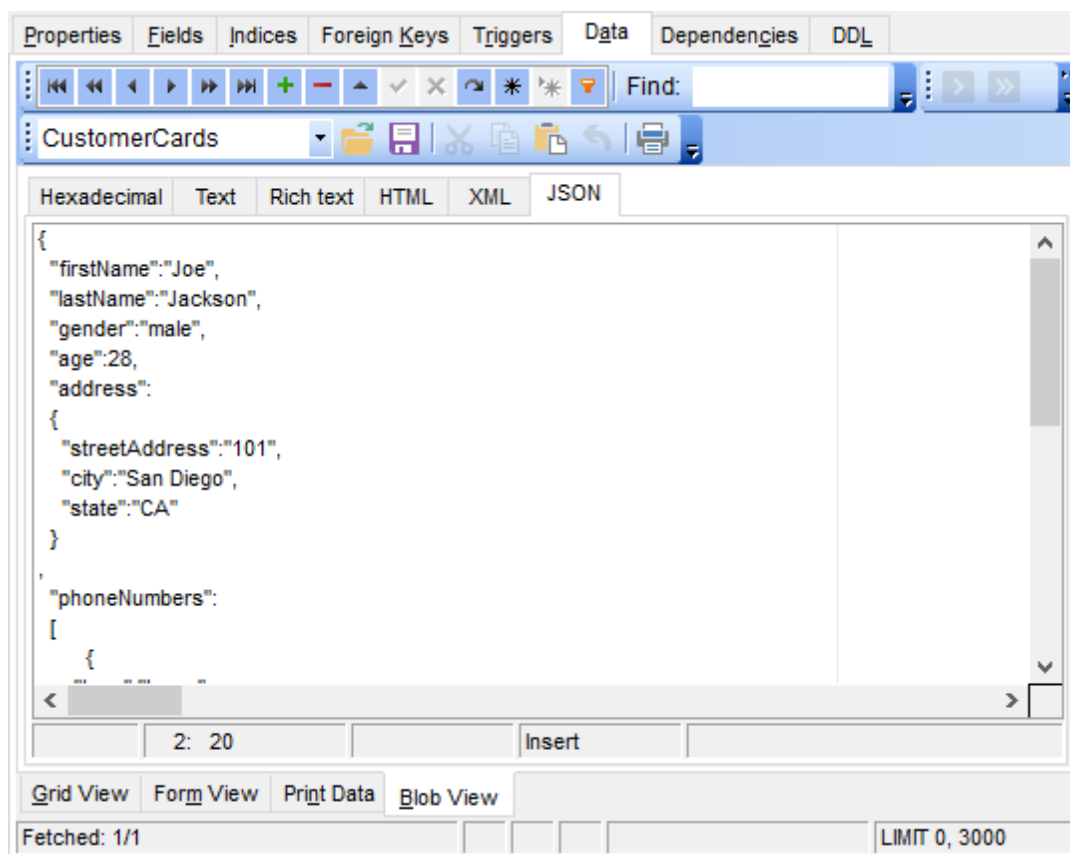 Properties Fields Indices Foreign Keys Triggers Data Dependencies DDL
Find:
CustomerCards
Hexadecimal Text Rich text HTML XML JSON
{
"firstName":"Joe",
"lastName":"Jackson",
"gender":"male",
"age":28,
"address":
{
"streetAddress":"101",
"city":"San Diego",
"state":"CA"
}
,
"phoneNumbers":
[
{
2: 20 Insert
Grid View Form View Print Data Blob View
Fetched: 1/1 LIMIT 0, 3000